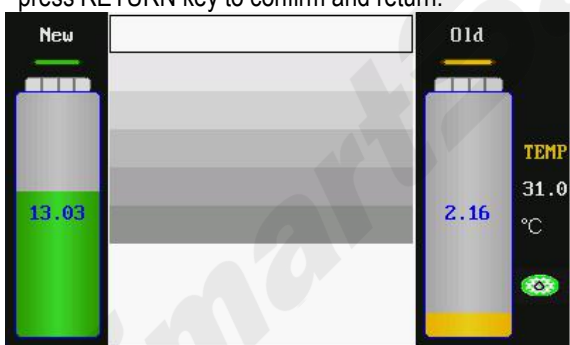 press RETURN key to confirm and return.
New
Old
TEMP
31.0
13.03
2.16
°C